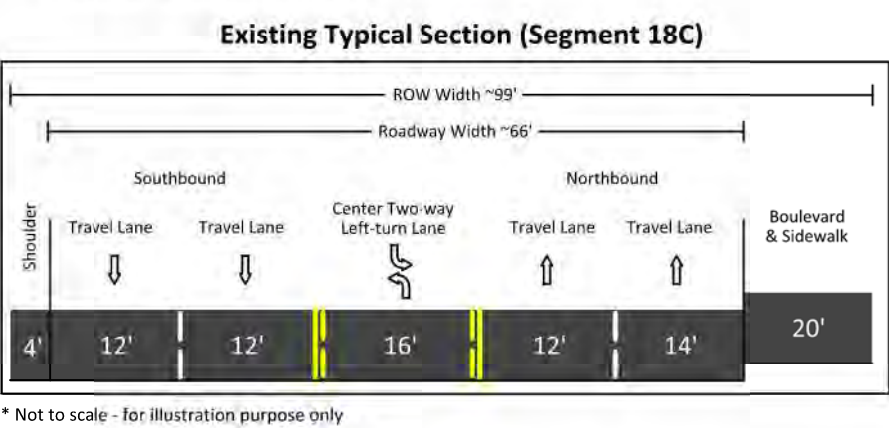 Existing Typical Section (Segment 18C)
ROW Width ~99'
Roadway Width ~66'
Southbound
Northbound
Shoulder
Travel Lane
Travel Lane
Center Two-way
Left-turn Lane
Travel Lane
Travel Lane
Boulevard
& Sidewalk
4'
12'
12'
16'
12'
14'
20'
* Not to scale - for illustration purpose only